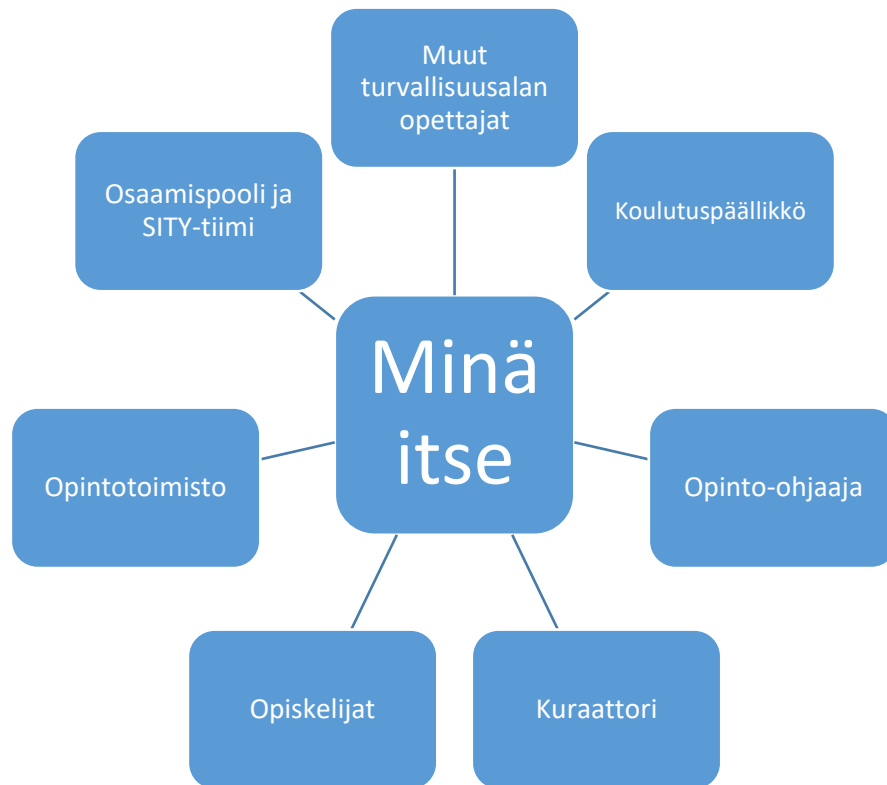 Muut
turvallisuusalan
opettajat
Osaamispooli ja
SITY-tiimi
Koulutuspäällikkö
Minä
itse
Opintotoimisto
Opinto-ohjaaja
Opiskelijat
Kuraattori